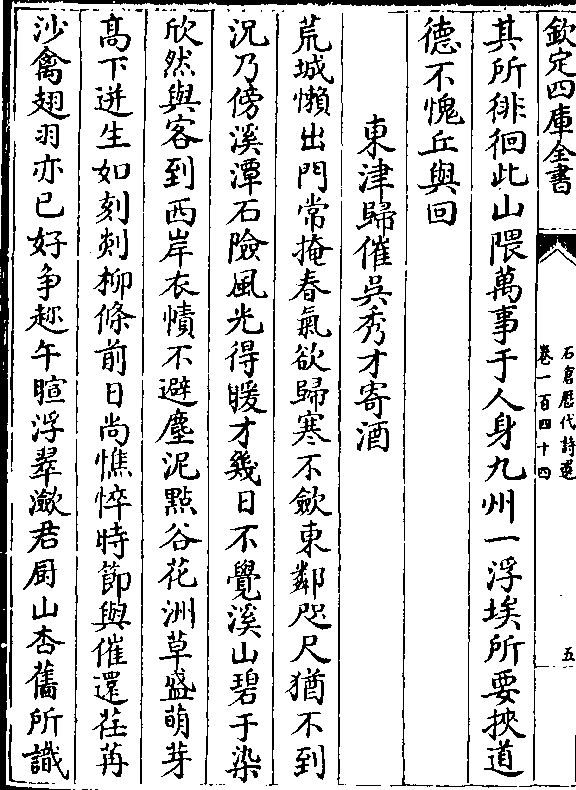 欽定四庫全書
石倉歷代詩選
卷一百四十四
五
其所徘徊此山隈萬事于人身九州一浮埃所要挾道
德不愧丘與回
東津歸催吳秀才寄酒
荒城懶出門常掩春氣欲歸寒不歛東鄰咫尺猶不到
況乃傍溪潭石險風光得暖才幾日不覺溪山碧于染
欣然與客到西岸衣幘不避塵泥點谷花洲草盛萌芽
髙下迸生如刻剡柳條前日尚憔悴時節與催還荏苒
沙禽翅羽亦已好争趂午暄浮翠瀲君厨山杏舊所識